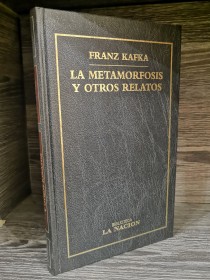 FRANZ KAFKA
LA METAMORFOSIS
Y OTROS RELATOS
BIBLIOTECA
LA NACION